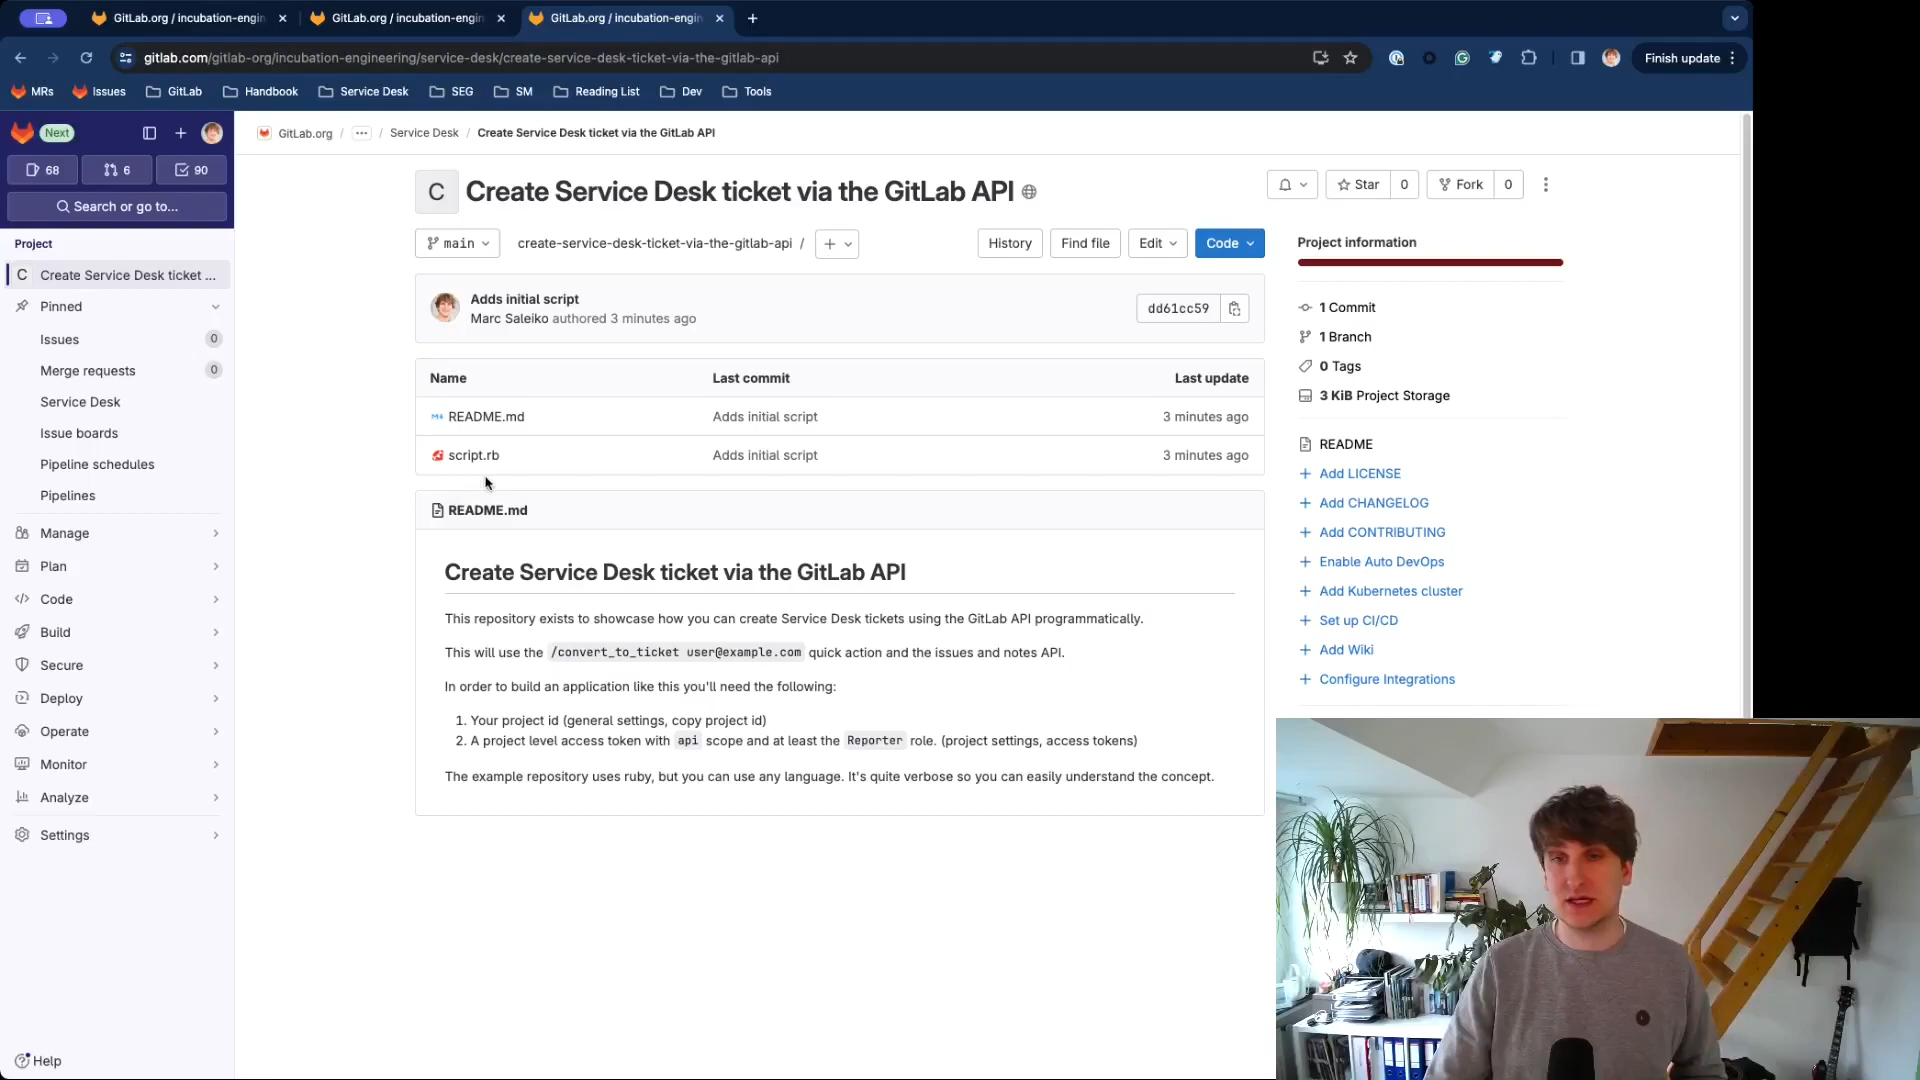 GitLab.org / incubation-engin
GitLab.org / incubation-engin
GitLab.org / incubation-engin
gitlab.com/gitlab-org/incubation-engineering/service-desk/create-service-desk-ticket-via-the-gitlab-api
Finish update
MRs
Issues
GitLab
Handbook
Service Desk
SEG
SM
Reading List
Dev
Tools
Next
68
6
90
Search or go to...
Project
C Create Service Desk ticket ...
Pinned
Issues 0
Merge requests 0
Service Desk
Issue boards
Pipeline schedules
Pipelines
Manage
Plan
Code
Build
Secure
Deploy
Operate
Monitor
Analyze
Settings
Help
GitLab.org / ... / Service Desk / Create Service Desk ticket via the GitLab API
C Create Service Desk ticket via the GitLab API
Star 0
Fork 0
main
create-service-desk-ticket-via-the-gitlab-api /
History
Find file
Edit
Code
Adds initial script
Marc Saleiko authored 3 minutes ago
dd61cc59
Name Last commit Last update
README.md Adds initial script 3 minutes ago
script.rb Adds initial script 3 minutes ago
README.md
Create Service Desk ticket via the GitLab API
This repository exists to showcase how you can create Service Desk tickets using the GitLab API programmatically.
This will use the /convert_to_ticket user@example.com quick action and the issues and notes API.
In order to build an application like this you'll need the following:
1. Your project id (general settings, copy project id)
2. A project level access token with api scope and at least the Reporter role. (project settings, access tokens)
The example repository uses ruby, but you can use any language. It's quite verbose so you can easily understand the concept.
Project information
1 Commit
1 Branch
0 Tags
3 KiB Project Storage
README
Add LICENSE
Add CHANGELOG
Add CONTRIBUTING
Enable Auto DevOps
Add Kubernetes cluster
Set up CI/CD
Add Wiki
Configure Integrations